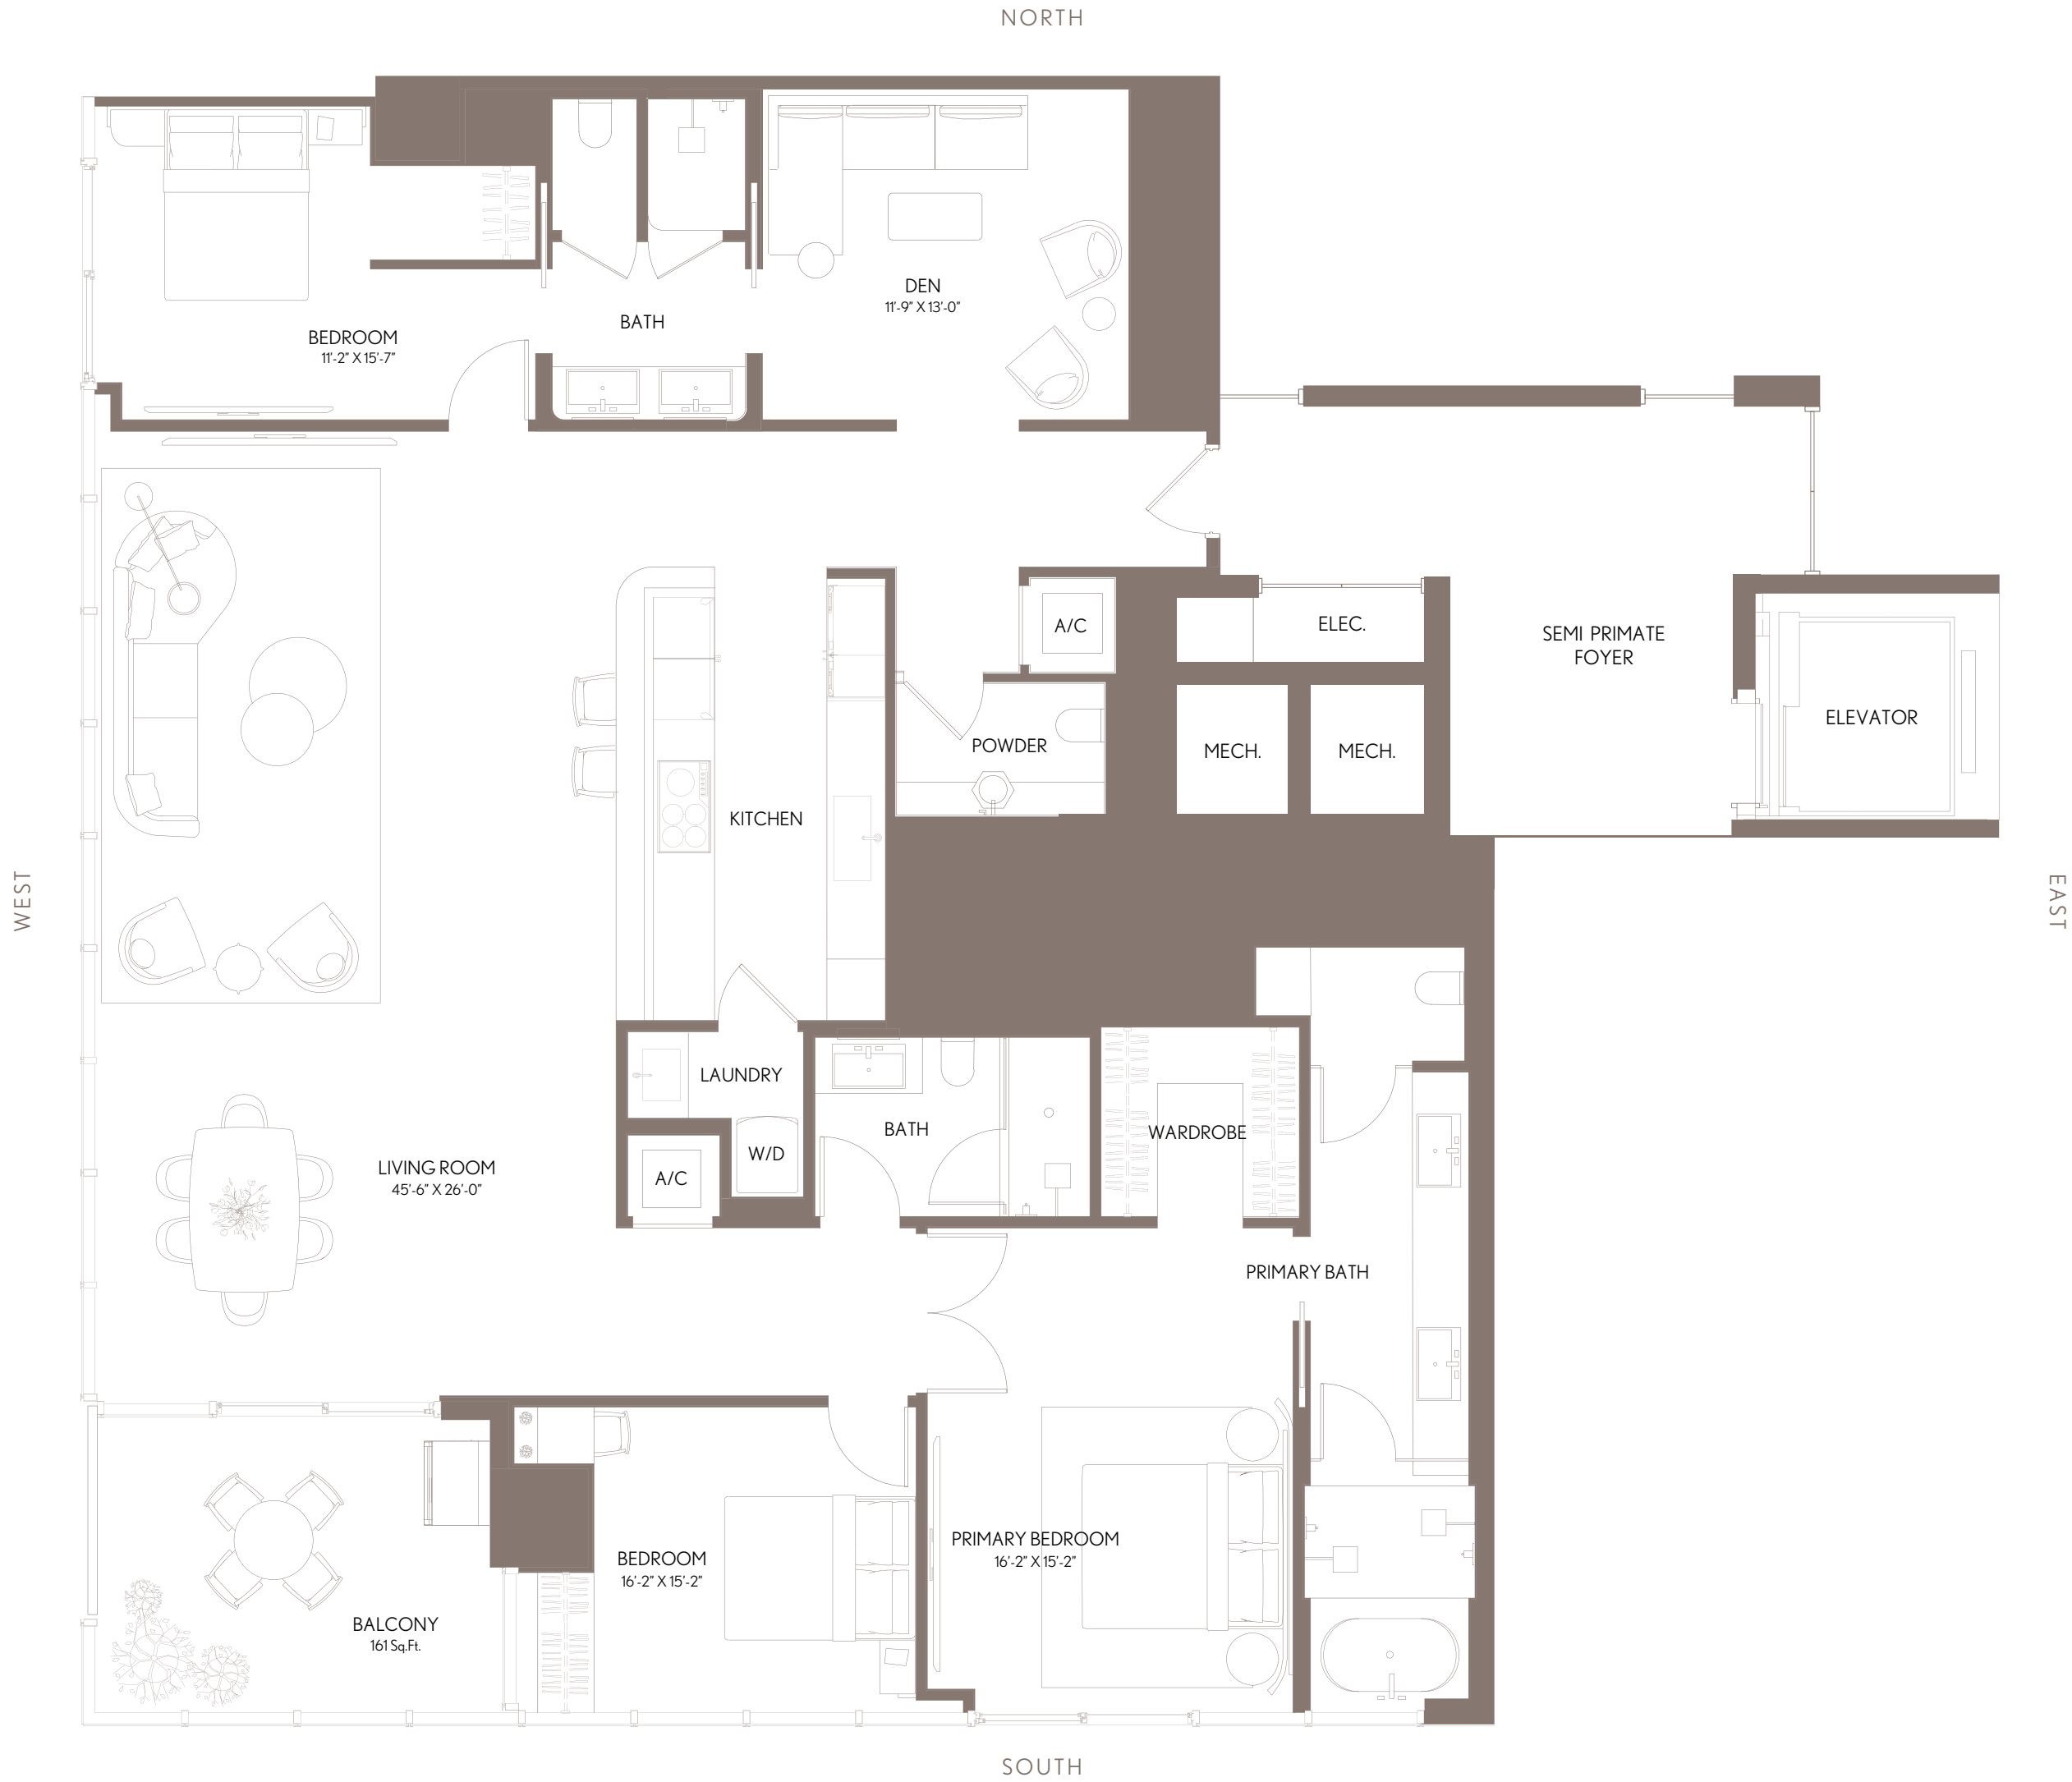 NORTH
DEN
11'-9" X 13'-0"
BATH
BEDROOM
11'-2" X 15'-7"
A/C
ELEC.
SEMI PRIMATE
FOYER
ELEVATOR
POWDER
MECH.
MECH.
KITCHEN
WEST
EAST
LAUNDRY
BATH
WARDROBE
W/D
A/C
LIVING ROOM
45'-6" X 26'-0"
PRIMARY BATH
PRIMARY BEDROOM
16'-2" X 15'-2"
BEDROOM
16'-2" X 15'-2"
BALCONY
161 Sq.Ft.
SOUTH